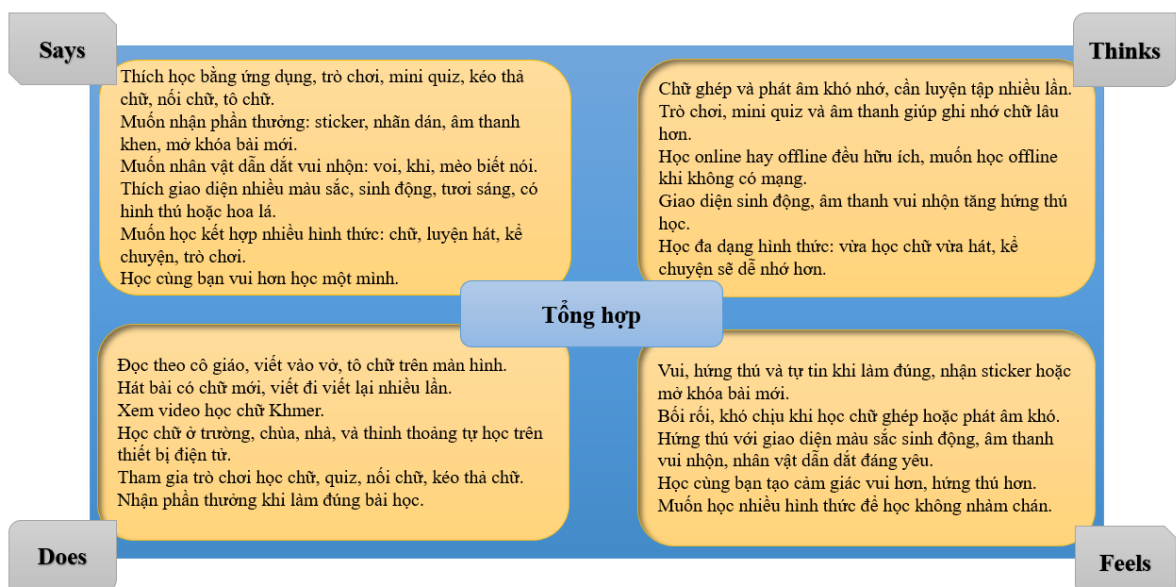 Says
Thích học bằng ứng dụng, trò chơi, mini quiz, kéo thả
chữ, nối chữ, tô chữ.
Muốn nhận phần thưởng: sticker, nhãn dán, âm thanh
khen, mở khóa bài mới.
Muốn nhân vật dẫn dắt vui nhộn: voi, khỉ, mèo biết nói.
Thích giao diện nhiều màu sắc, sinh động, tươi sáng, có
hình thú hoặc hoa lá.
Muốn học kết hợp nhiều hình thức: chữ, luyện hát, kể
chuyện, trò chơi.
Học cùng bạn vui hơn học một mình.
Thinks
Chữ ghép và phát âm khó nhớ, cần luyện tập nhiều lần.
Trò chơi, mini quiz và âm thanh giúp ghi nhớ chữ lâu
hơn.
Học online hay offline đều hữu ích, muốn học offline
khi không có mạng.
Giao diện sinh động, âm thanh vui nhộn tăng hứng thú
học.
Học đa dạng hình thức: vừa học chữ vừa hát, kể
chuyện sẽ dễ nhớ hơn.
Tổng hợp
Đọc theo cô giáo, viết vào vở, tô chữ trên màn hình.
Hát bài có chữ mới, viết đi viết lại nhiều lần.
Xem video học chữ Khmer.
Học chữ ở trường, chùa, nhà, và thỉnh thoảng tự học trên
thiết bị điện tử.
Tham gia trò chơi học chữ, quiz, nối chữ, kéo thả chữ.
Nhận phần thưởng khi làm đúng bài học.
Does
Vui, hứng thú và tự tin khi làm đúng, nhận sticker hoặc
mở khóa bài mới.
Bối rối, khó chịu khi học chữ ghép hoặc phát âm khó.
Hứng thú với giao diện màu sắc sinh động, âm thanh
vui nhộn, nhân vật dẫn dắt đáng yêu.
Học cùng bạn tạo cảm giác vui hơn, hứng thú hơn.
Muốn học nhiều hình thức để học không nhàm chán.
Feels